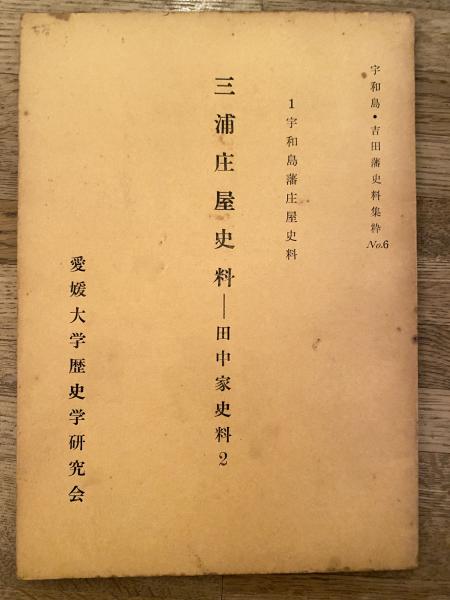 宇和島・吉田藩史料集粋 No.6
1 宇和島藩庄屋史料
三浦庄屋史料―田中家史料2
愛媛大学歴史学研究会